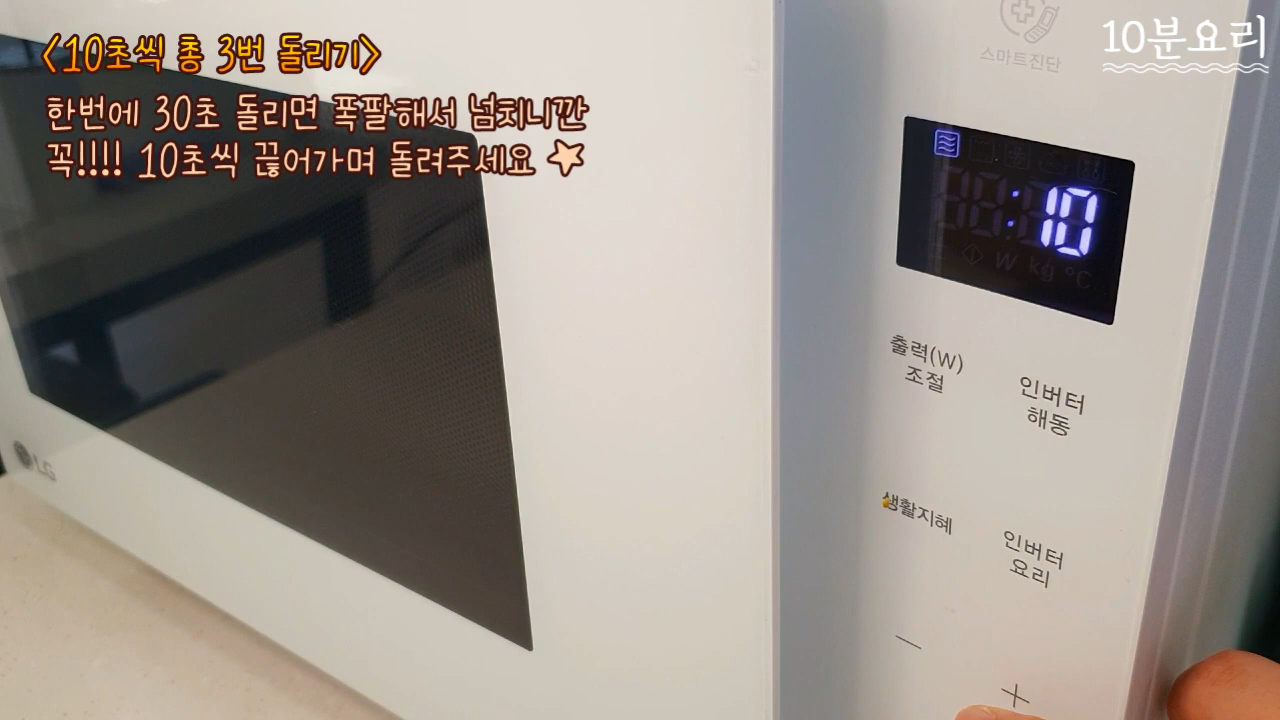 <10초씩 총 3번 돌리기>
한번에 30초 돌리면 폭팔해서 넘치니깐
꼭!!!! 10초씩 끊어가며 돌려주세요
10분요리
스마트진단
:10
W kg °C
출력(W)
조절
인버터
해동
생활지혜
인버터
요리
−
+
LG